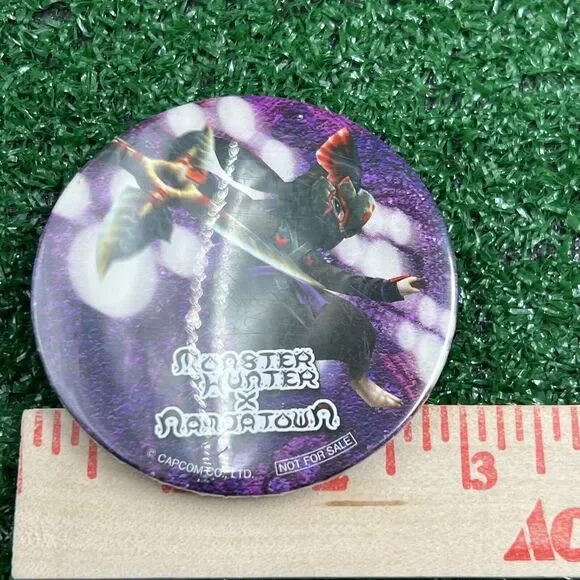 MONSTER
HUNTER
X
NAMJATOWN
© CAPCOM CO., LTD.
NOT FOR SALE
3
AC